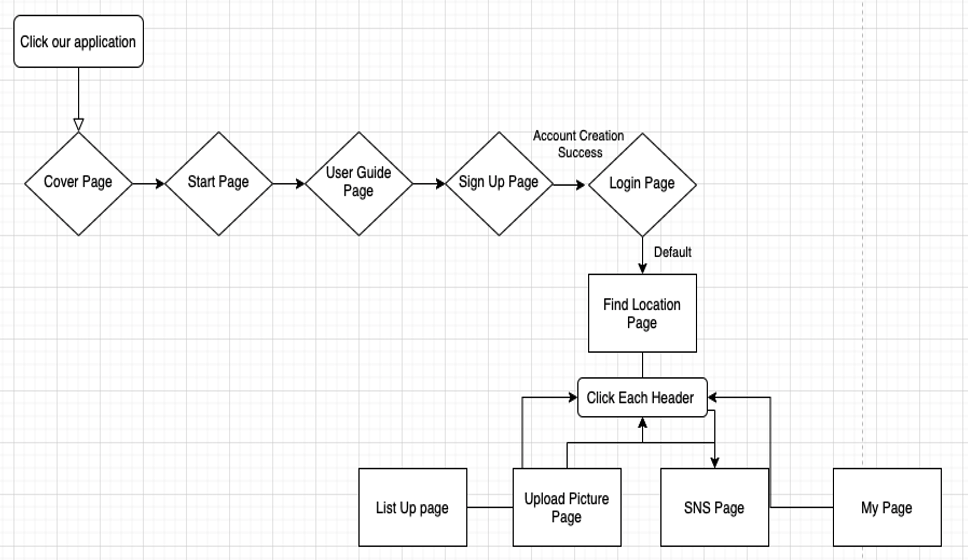 Click our application
Account Creation
Success
Cover Page
Start Page
User Guide
Page
Sign Up Page
Login Page
Default
Find Location
Page
Click Each Header
List Up page
Upload Picture
Page
SNS Page
My Page